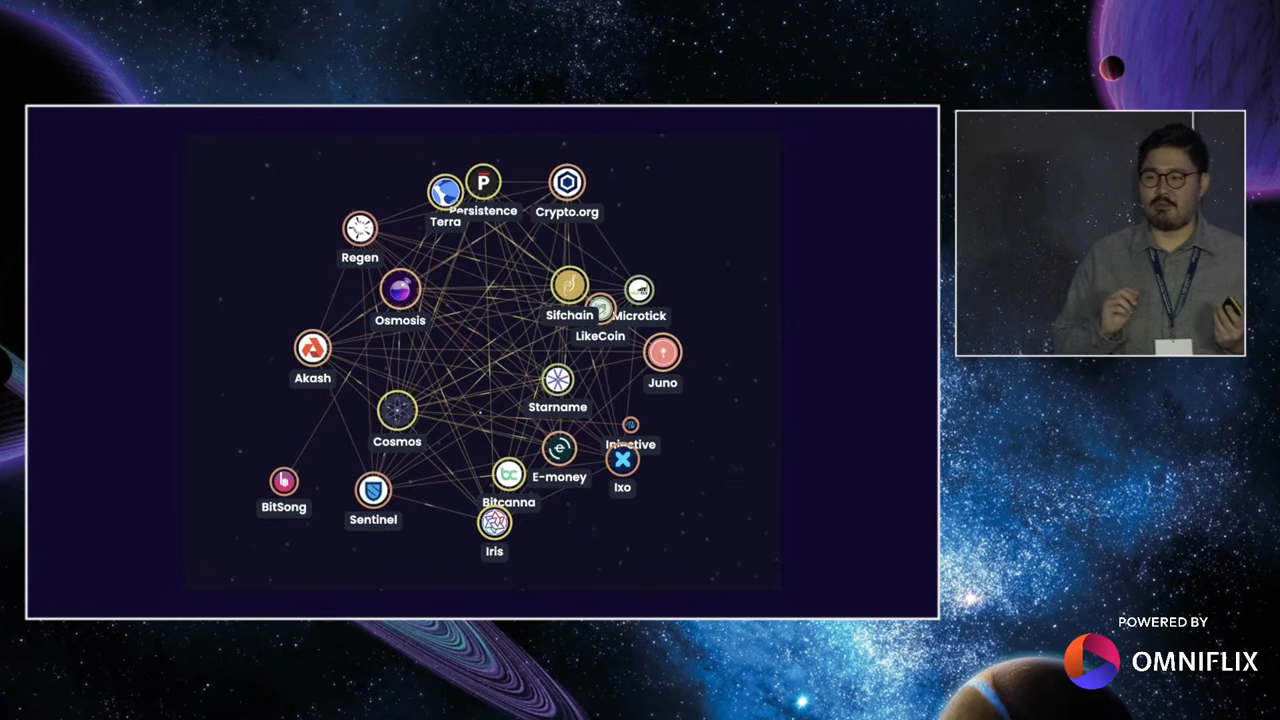 Persistence
Terra
Crypto.org
Regen
Osmosis
Sifchain
Microtick
LikeCoin
Akash
Juno
Starname
Cosmos
Injective
E-money
Ixo
Bitcanna
BitSong
Sentinel
Iris
P
bc
e
POWERED BY
OMNIFLIX